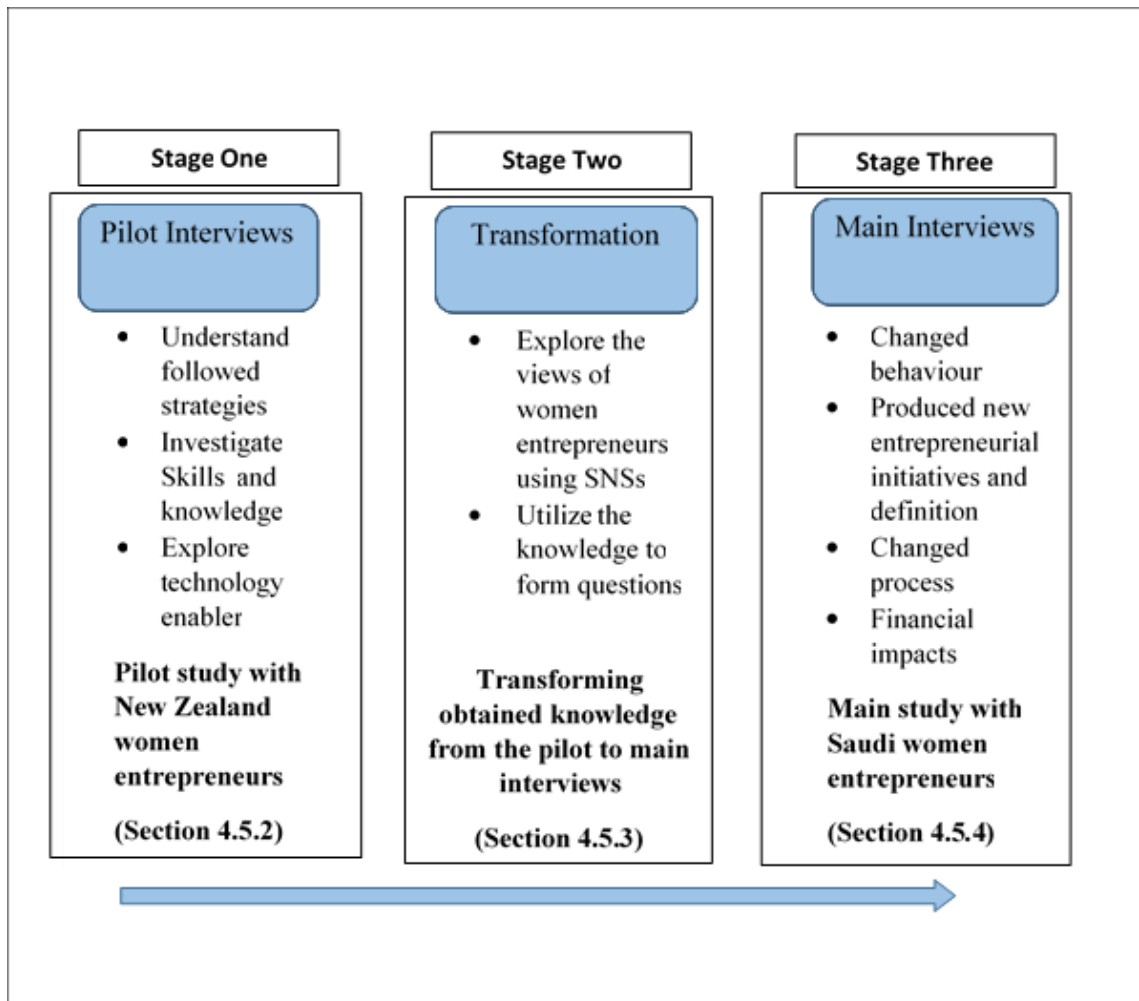 Stage One
Pilot Interviews
• Understand
followed
strategies
• Investigate
Skills and
knowledge
• Explore
technology
enabler
Pilot study with
New Zealand
women
entrepreneurs
(Section 4.5.2)
Stage Two
Transformation
• Explore the
views of
women
entrepreneurs
using SNSs
• Utilize the
knowledge to
form questions
Transforming
obtained knowledge
from the pilot to main
interviews
(Section 4.5.3)
Stage Three
Main Interviews
• Changed
behaviour
• Produced new
entrepreneurial
initiatives and
definition
• Changed
process
• Financial
impacts
Main study with
Saudi women
entrepreneurs
(Section 4.5.4)